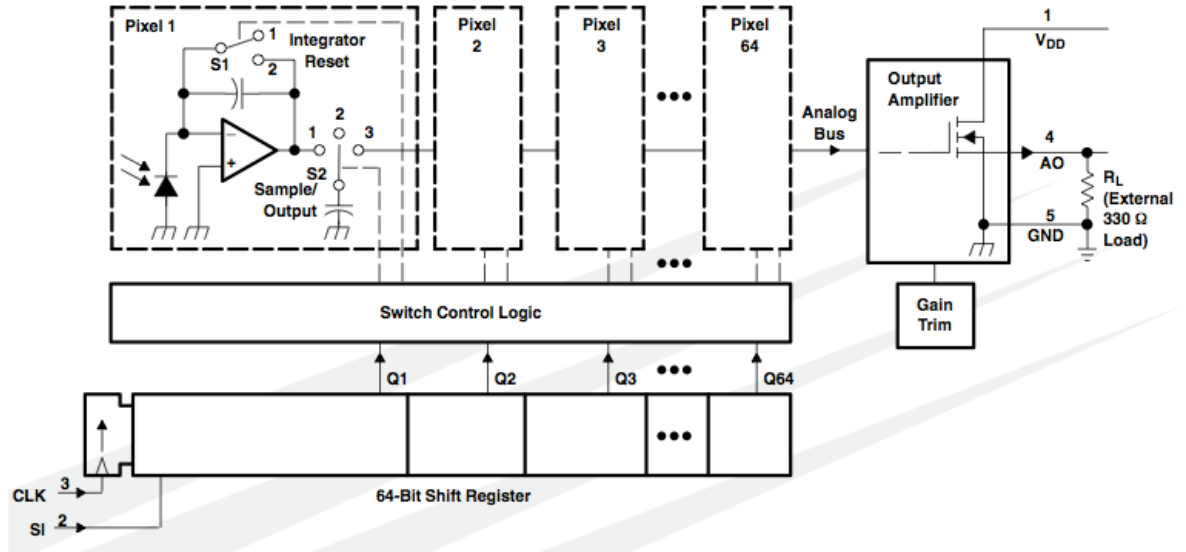 Pixel 1
1
Integrator
Reset
S1
2
−
+
1
2
3
S2
Sample/
Output
Pixel
2
Pixel
3
Pixel
64
Analog
Bus
Output
Amplifier
1
VDD
4
AO
RL
(External
330 Ω
Load)
5
GND
Gain
Trim
Switch Control Logic
Q1
Q2
Q3
Q64
CLK
3
SI
2
64-Bit Shift Register